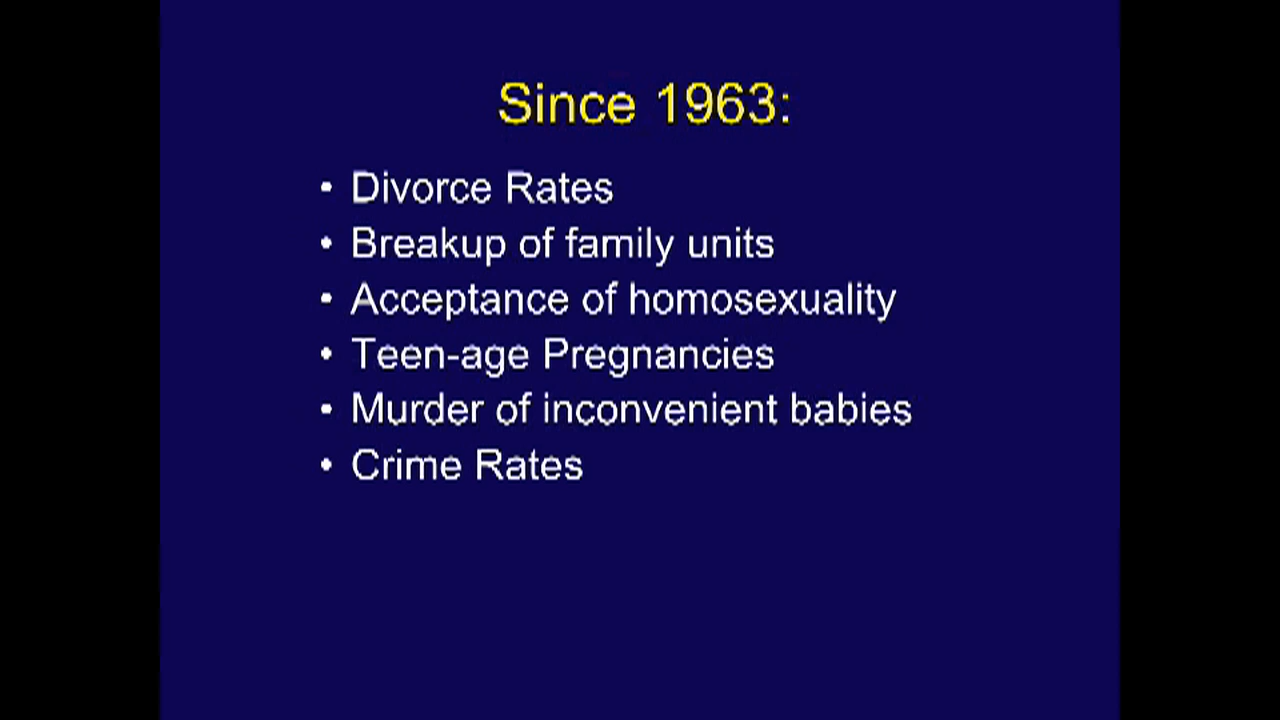 Since 1963:
• Divorce Rates
• Breakup of family units
• Acceptance of homosexuality
• Teen-age Pregnancies
• Murder of inconvenient babies
• Crime Rates